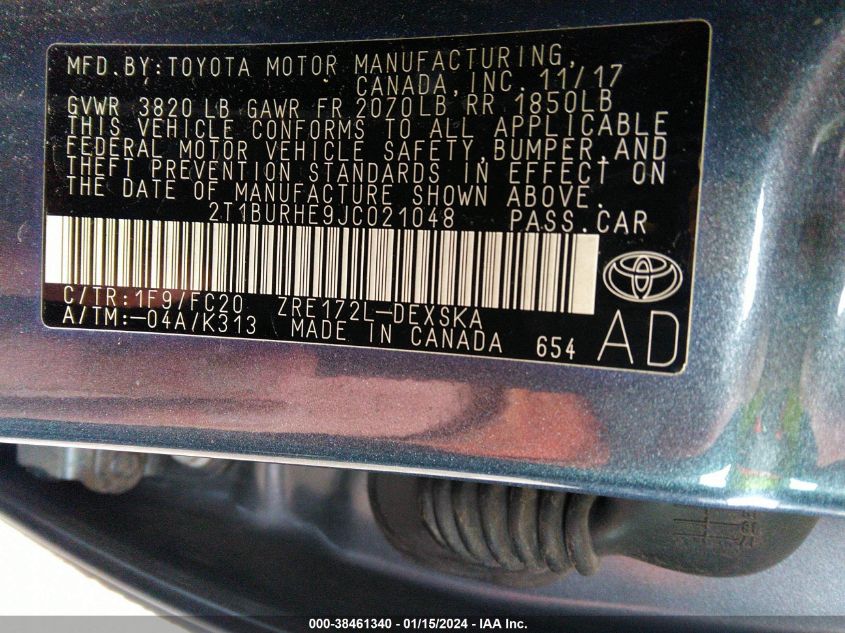 MFD.BY:TOYOTA MOTOR MANUFACTURING,
CANADA,INC. 11/17
GVWR 3820 LB GAWR FR 2070LB RR 1850LB
THIS VEHICLE CONFORMS TO ALL APPLICABLE
FEDERAL MOTOR VEHICLE SAFETY,BUMPER,AND
THEFT PREVENTION STANDARDS IN EFFECT ON
THE DATE OF MANUFACTURE SHOWN ABOVE.
2T1BURHE9JC021048 PASS.CAR
C/TR:1F9/FC20 ZRE172L-DEXSKA
A/TM:-04A/K313 MADE IN CANADA 654 AD
000-38461340 - 01/15/2024 - IAA Inc.